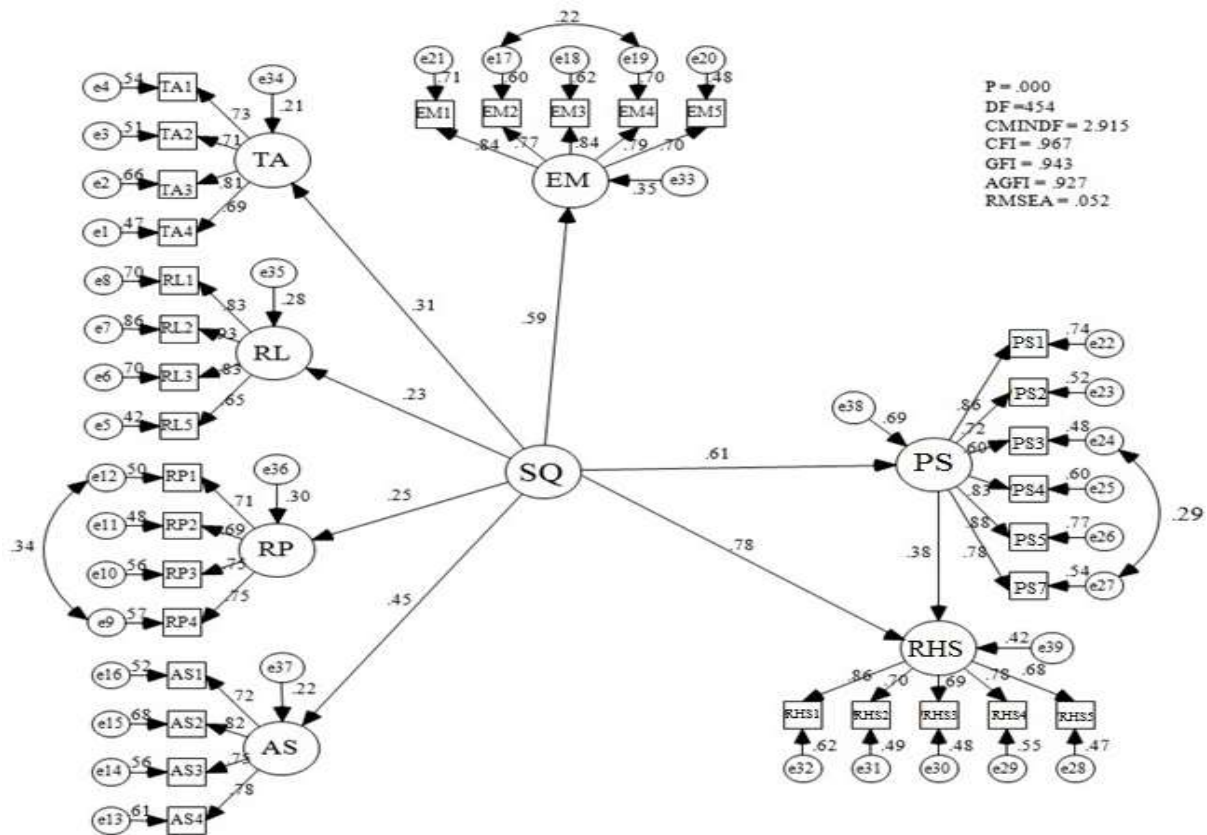 .22
e21 e17 e18 e19 e20
.71 .60 .62 .70 .48
EM1 EM2 EM3 EM4 EM5
.84 .77 .84 .79 .70
EM
.35 e33
P = .000
DF =454
CMINDF = 2.915
CFI = .967
GFI = .943
AGFI = .927
RMSEA = .052
e4 .54 TA1 .73
e3 .51 TA2 .71
e2 .66 TA3 .81
e1 .47 TA4 .69
e34
.21
TA
.31
.59
e8 .70 RL1 .83
e7 .86 RL2 .93
e6 .70 RL3 .83
e5 .42 RL5 .65
e35
.28
RL
.23
SQ
e12 .50 RP1 .71
e11 .48 RP2 .69
e10 .56 RP3 .75
e9 .57 RP4 .75
.34
e36
.30
RP
.25
e16 .52 AS1 .72
e15 .68 AS2 .82
e14 .56 AS3 .75
e13 .61 AS4 .78
e37
.22
AS
.45
.61
.78
e38
.69
PS
.86 PS1 .74 e22
.72 PS2 .52 e23
.60 PS3 .48 e24
.83 PS4 .60 e25
.88 PS5 .77 e26
.78 PS7 .54 e27
.29
.38
RHS
.42 e39
.86 .70 .69 .78 .68
RHS1 RHS2 RHS3 RHS4 RHS5
.62 .49 .48 .55 .47
e32 e31 e30 e29 e28